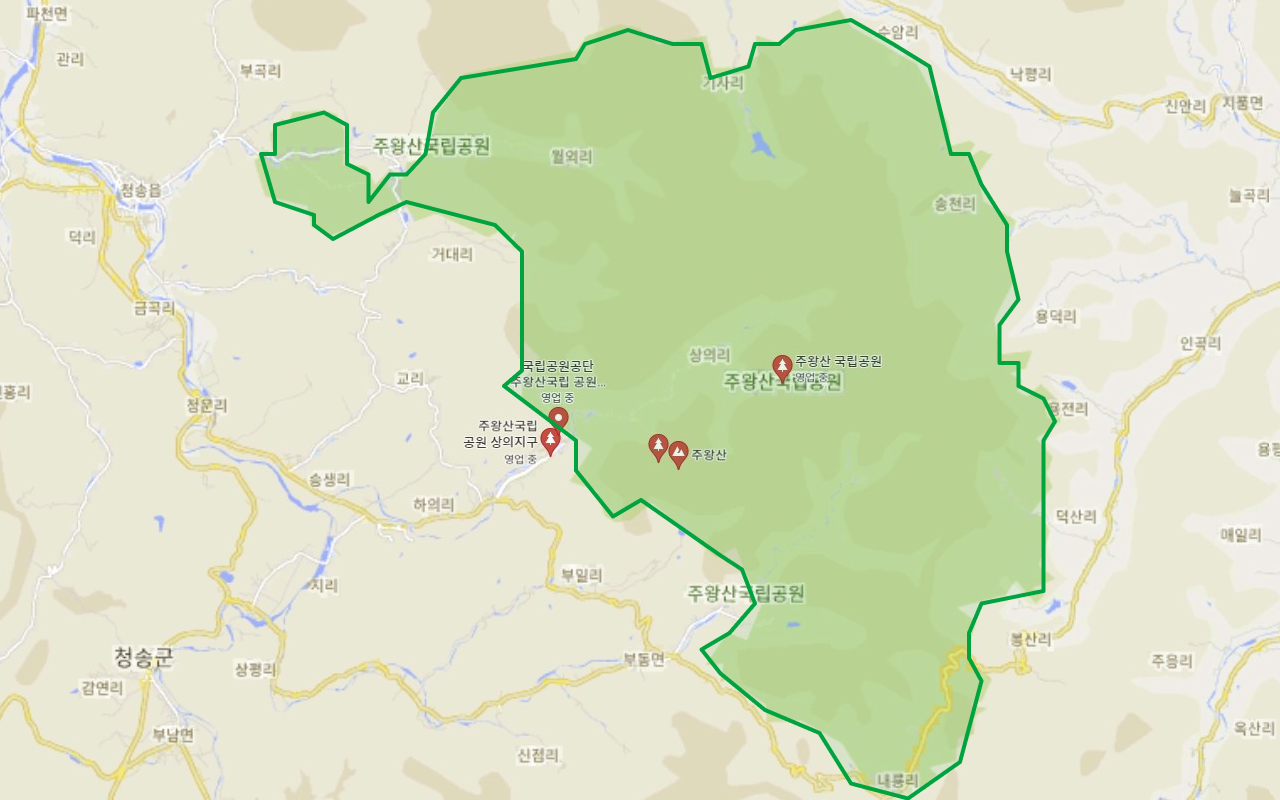 파천면
관리
부곡리
수암리
낙평리
신안리
지품면
기사리
주왕산국립공원
월외리
청송읍
늘곡리
송천리
덕리
거대리
금곡리
용덕리
인곡리
상의리
국립공원공단
주왕산국립 공원...
영업 중
주왕산 국립공원
영업 중
주왕산국립공원
교리
청운리
용전리
주왕산국립
공원 상의지구
영업 중
주왕산
송생리
하의리
덕산리
매일리
부일리
지리
주왕산국립공원
봉산리
청송군
상평리
부동면
주응리
감연리
부남면
신점리
옥산리
내룡리